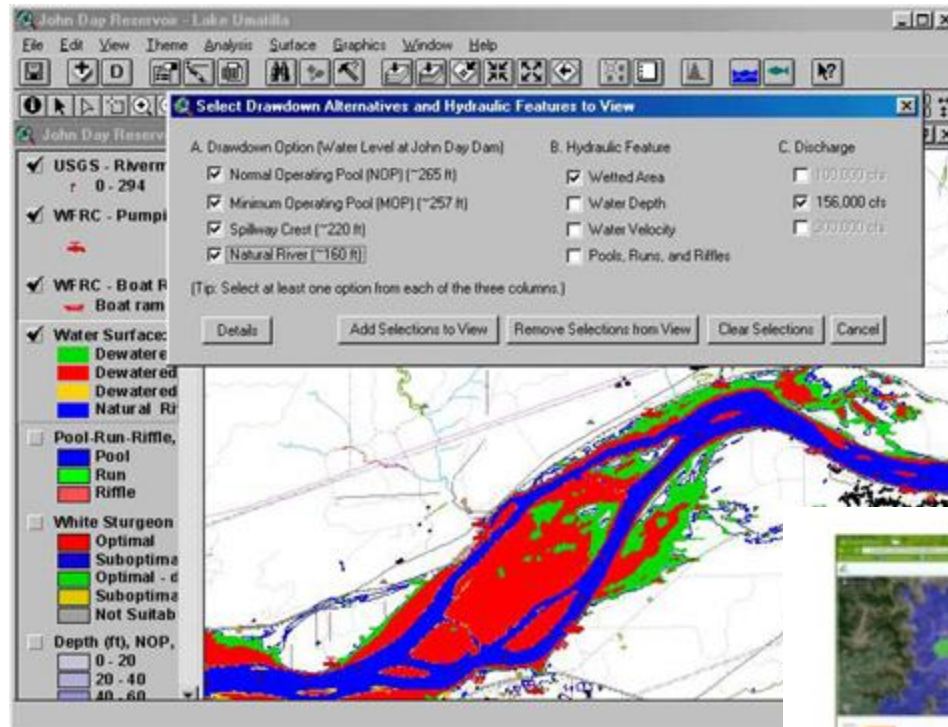 John Day Reservoir - Lake Umatilla
File Edit View Theme Analysis Surface Graphics Window Help
D
Select Drawdown Alternatives and Hydraulic Features to View
A. Drawdown Option (Water Level at John Day Dam)
Normal Operating Pool (NOP) (~265 ft)
Minimum Operating Pool (MOP) (~257 ft)
Spillway Crest (~220 ft)
Natural River (~160 ft)
B. Hydraulic Feature
Wetted Area
Water Depth
Water Velocity
Pools, Runs, and Riffles
C. Discharge
100,000 cfs
156,000 cfs
(Tip: Select at least one option from each of the three columns.)
Details Add Selections to View Remove Selections from View Clear Selections Cancel
John Day Reserv
USGS - Riverm
0 - 294
WFRC - Pumpi
WFRC - Boat R
Boat ram
Water Surface:
Dewatere
Dewatered
Dewatered
Natural Ri
Pool-Run-Riffle,
Pool
Run
Riffle
White Sturgeon
Optimal
Suboptima
Optimal - d
Suboptima
Not Suitab
Depth (ft), NOP,
0 - 20
20 - 40
40 - 60